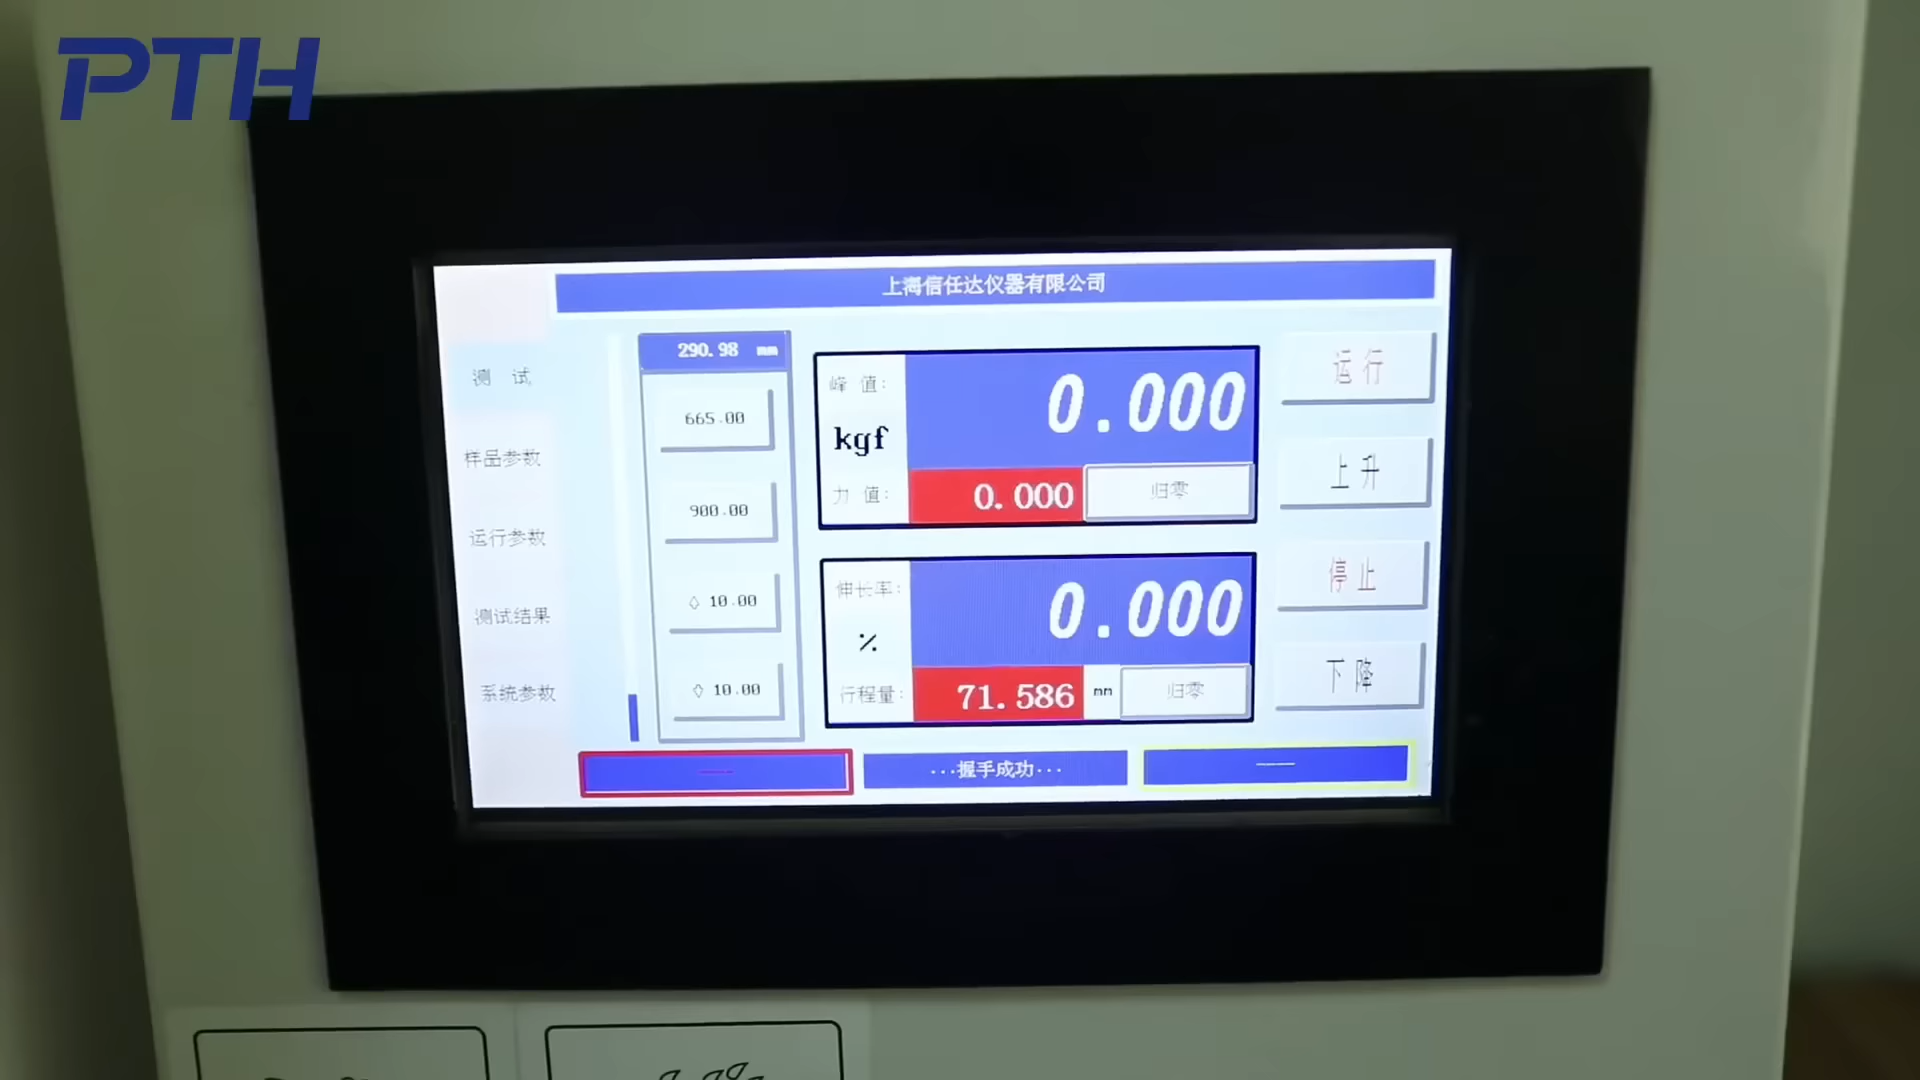 PTH
上海信任达仪器有限公司
测 试
样品参数
运行参数
测试结果
系统参数
290.98 mm
665.00
900.00
10.00
10.00
峰 值: 0.000
kgf
力 值: 0.000 归零
伸长率: 0.000
%
行程量: 71.586 mm 归零
运行
上升
停止
下降
···握手成功···